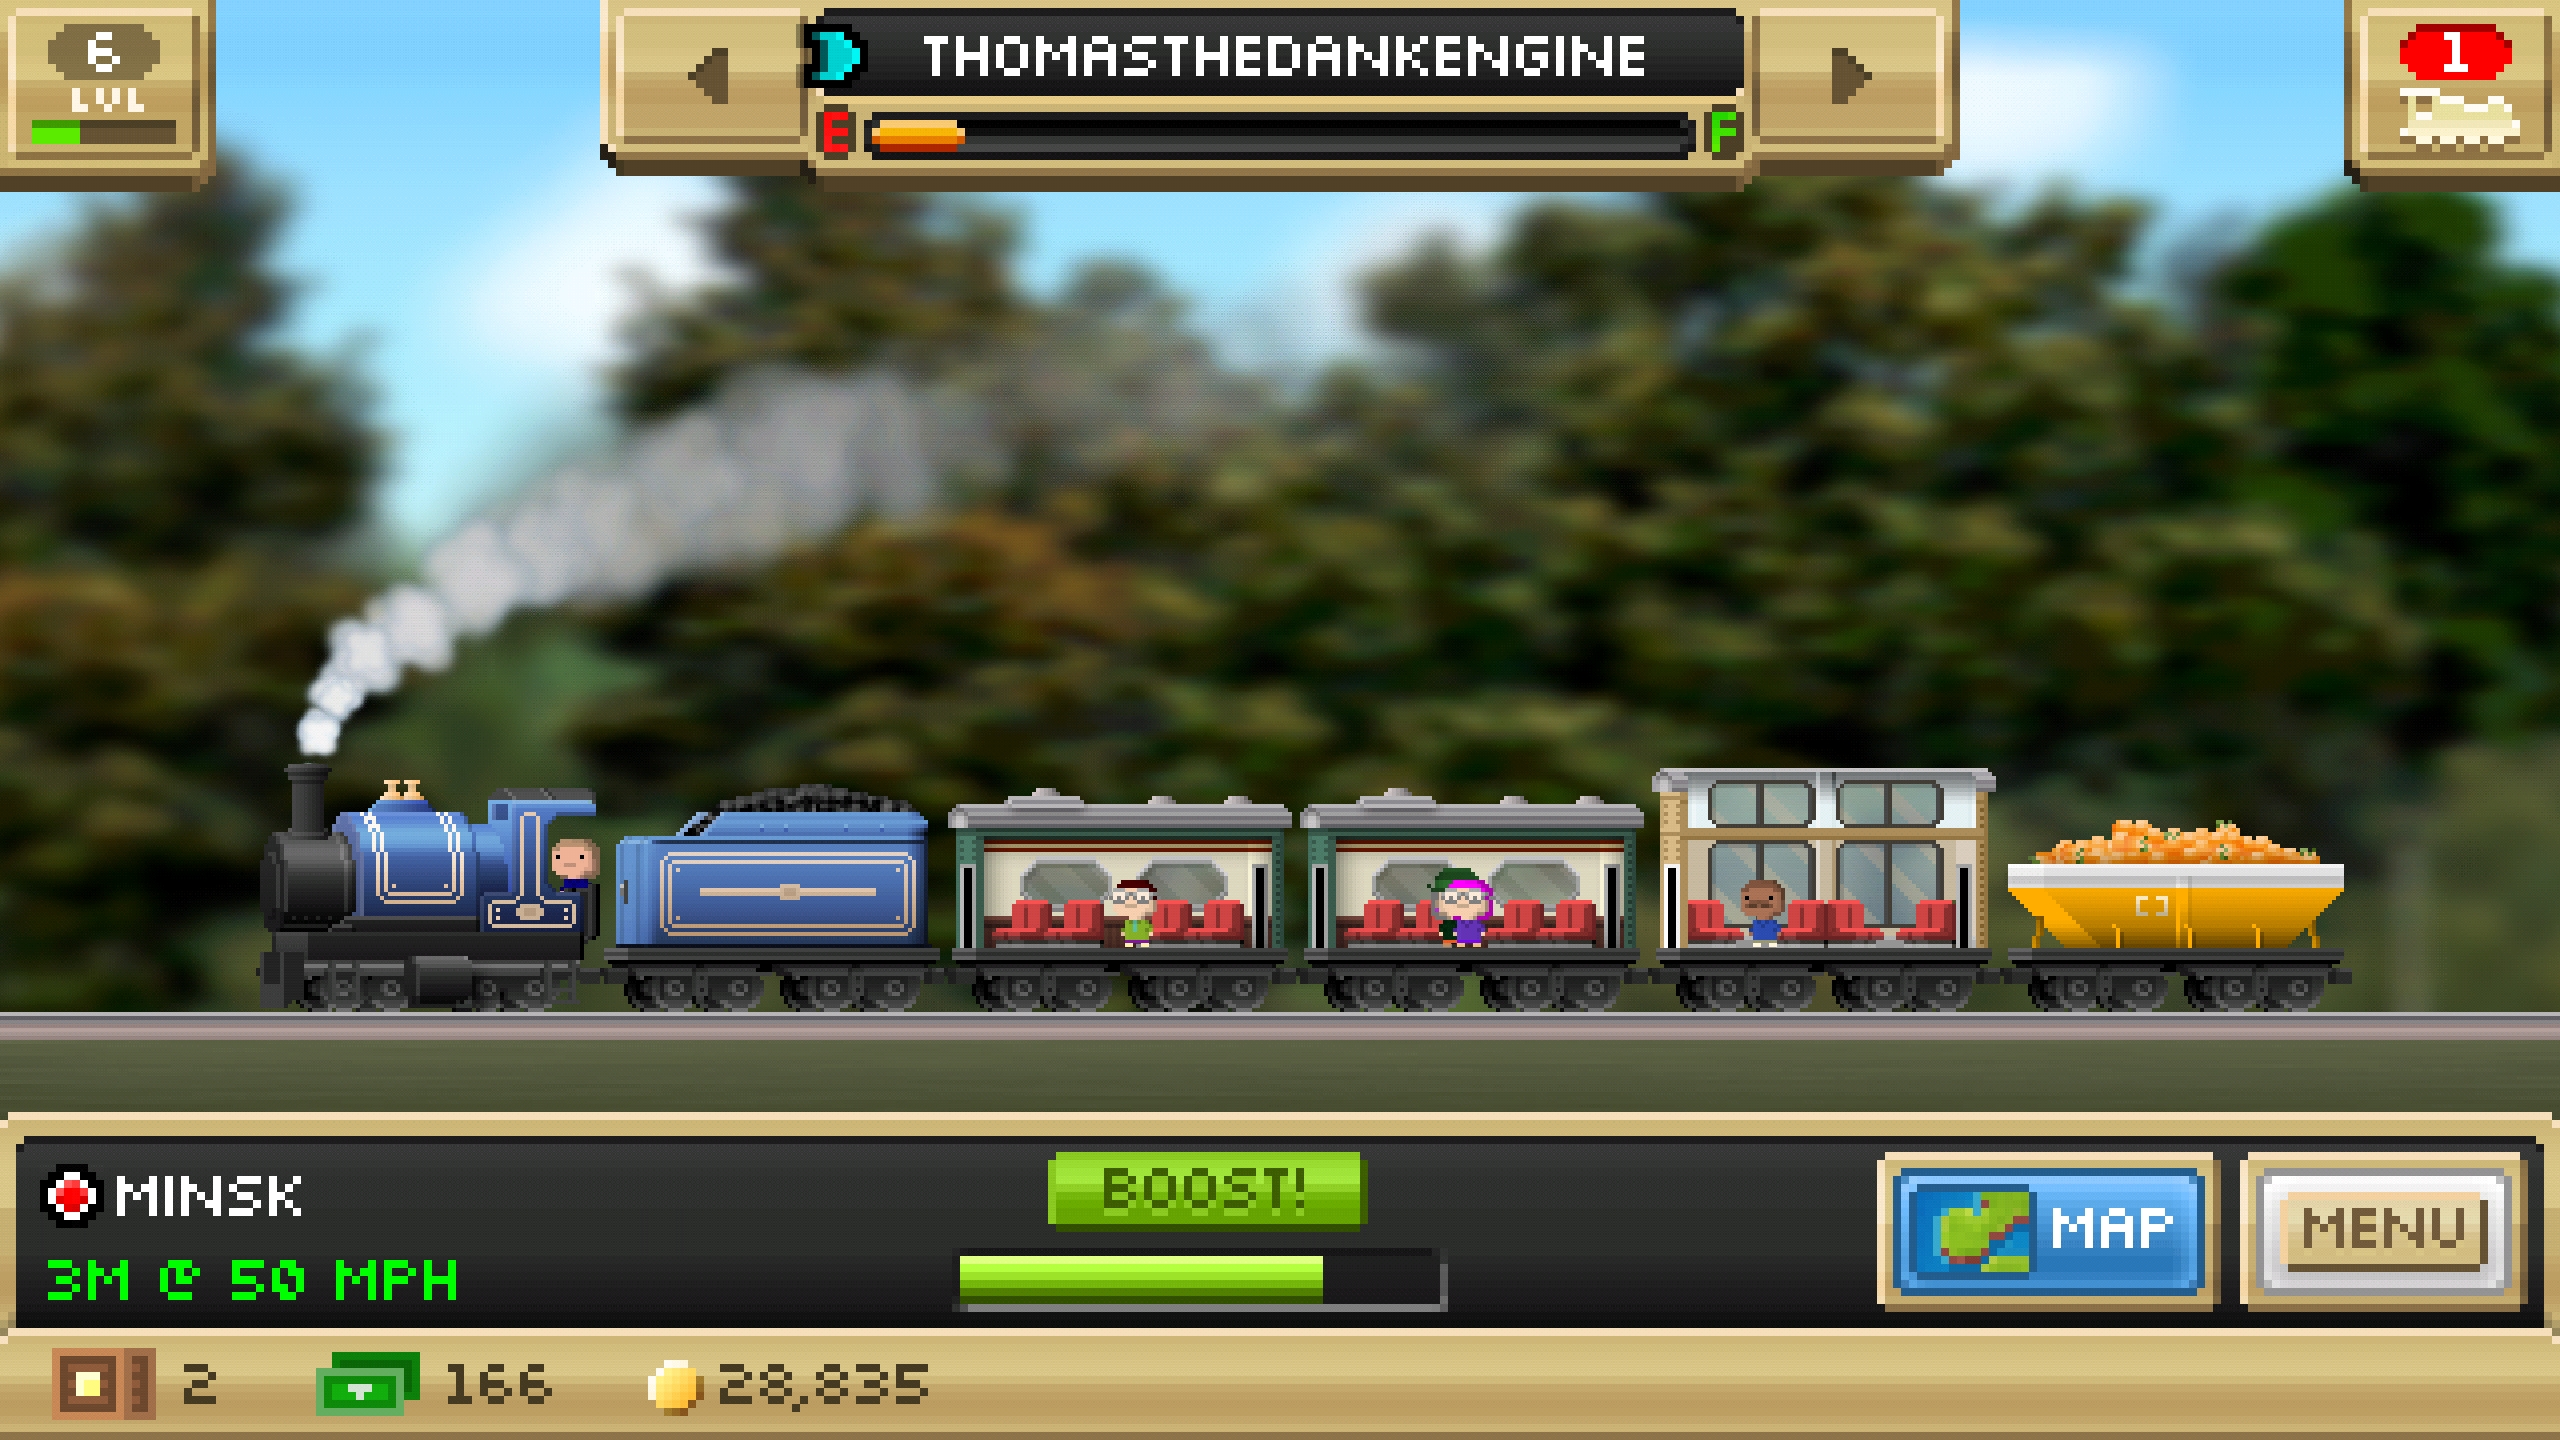 6
LVL
THOMASTHEDANKENGINE
E F
1
MINSK
3M @ 50 MPH
BOOST!
MAP
MENU
2 166 28,835